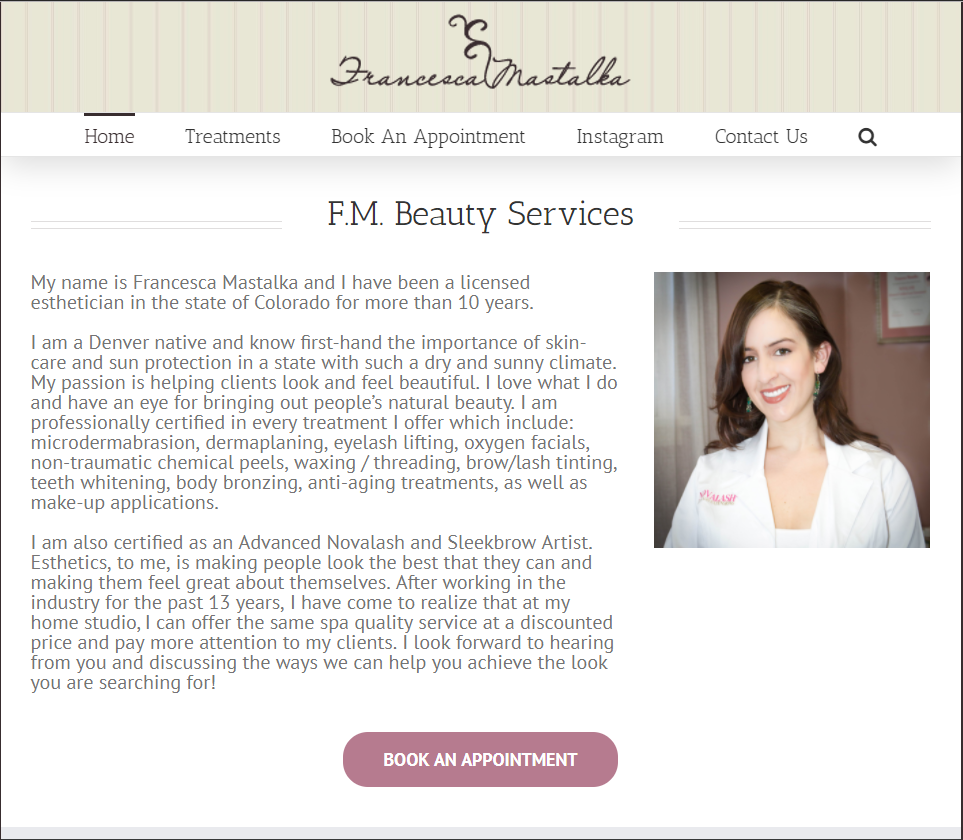 Francesca Mastalka
Home Treatments Book An Appointment Instagram Contact Us
F.M. Beauty Services
My name is Francesca Mastalka and I have been a licensed
esthetician in the state of Colorado for more than 10 years.
I am a Denver native and know first-hand the importance of skin-
care and sun protection in a state with such a dry and sunny climate.
My passion is helping clients look and feel beautiful. I love what I do
and have an eye for bringing out people’s natural beauty. I am
professionally certified in every treatment I offer which include:
microdermabrasion, dermaplaning, eyelash lifting, oxygen facials,
non-traumatic chemical peels, waxing / threading, brow/lash tinting,
teeth whitening, body bronzing, anti-aging treatments, as well as
make-up applications.
I am also certified as an Advanced Novalash and Sleekbrow Artist.
Esthetics, to me, is making people look the best that they can and
making them feel great about themselves. After working in the
industry for the past 13 years, I have come to realize that at my
home studio, I can offer the same spa quality service at a discounted
price and pay more attention to my clients. I look forward to hearing
from you and discussing the ways we can help you achieve the look
you are searching for!
NOVALASH
BOOK AN APPOINTMENT